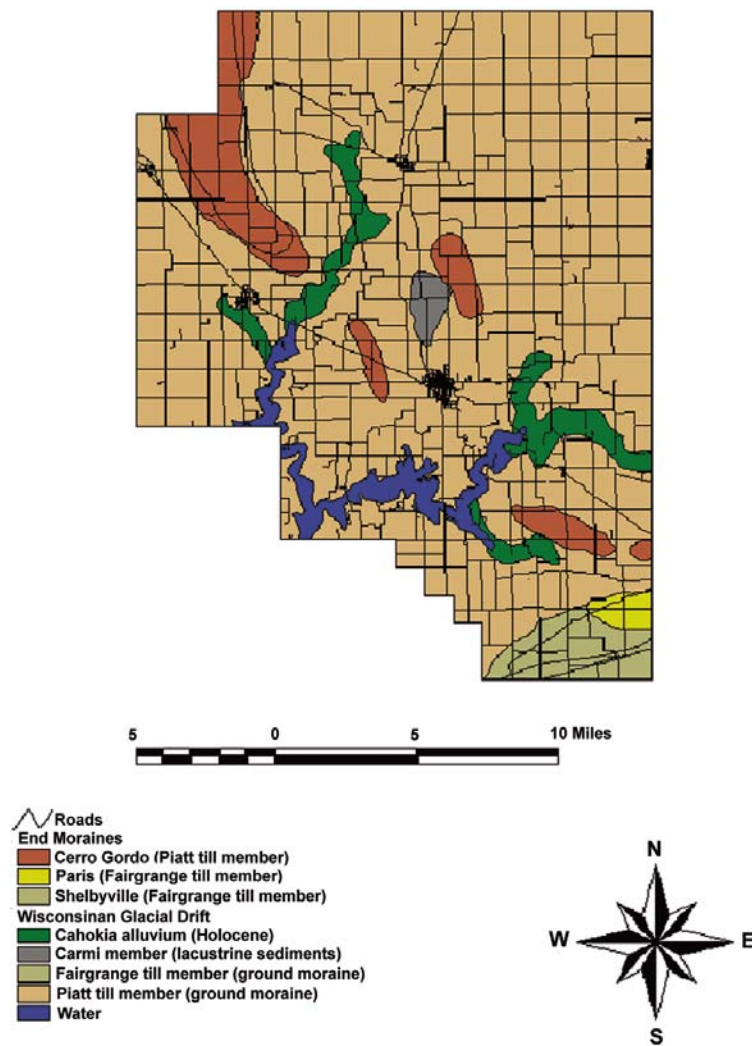 5 0 5 10 Miles
Roads
End Moraines
Cerro Gordo (Piatt till member)
Paris (Fairgrange till member)
Shelbyville (Fairgrange till member)
Wisconsinan Glacial Drift
Cahokia alluvium (Holocene)
Carmi member (lacustrine sediments)
Fairgrange till member (ground moraine)
Piatt till member (ground moraine)
Water
N
W E
S